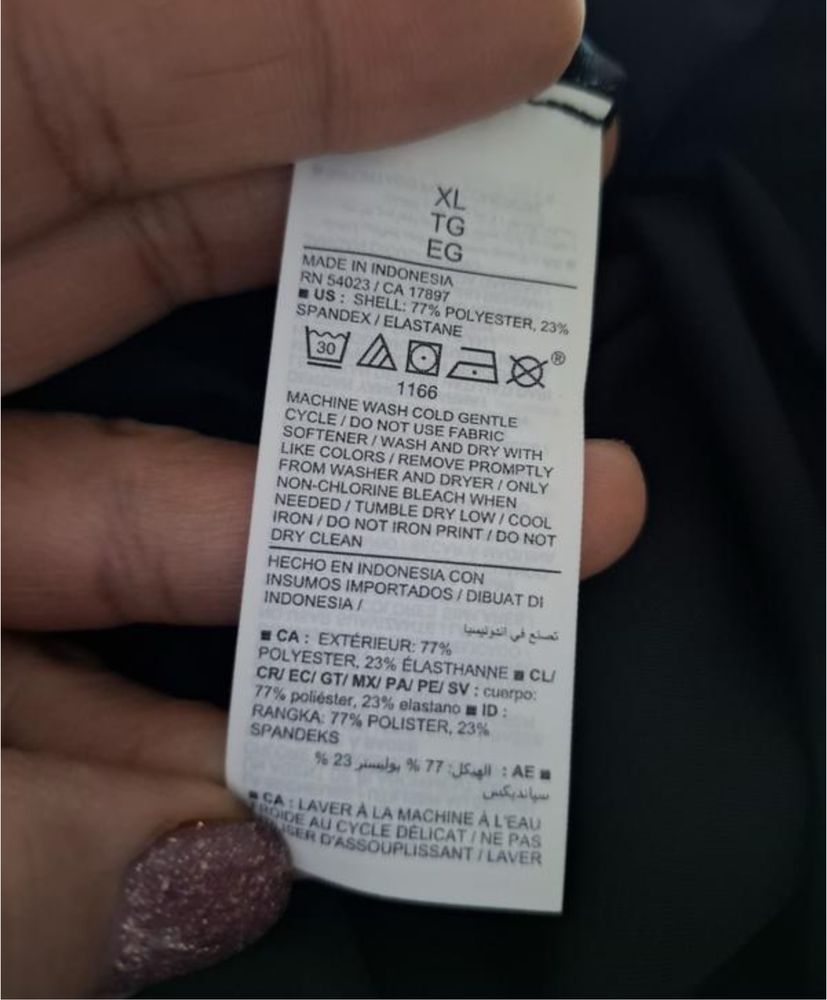 XL
TG
EG
MADE IN INDONESIA
RN 54023 / CA 17897
■ US : SHELL: 77% POLYESTER, 23%
SPANDEX / ELASTANE
30 ®
1166
MACHINE WASH COLD GENTLE
CYCLE / DO NOT USE FABRIC
SOFTENER / WASH AND DRY WITH
LIKE COLORS / REMOVE PROMPTLY
FROM WASHER AND DRYER / ONLY
NON-CHLORINE BLEACH WHEN
NEEDED / TUMBLE DRY LOW / COOL
IRON / DO NOT IRON PRINT / DO NOT
DRY CLEAN
HECHO EN INDONESIA CON
INSUMOS IMPORTADOS / DIBUAT DI
INDONESIA /
تصنع في اندونيسيا
■ CA : EXTÉRIEUR: 77%
POLYESTER, 23% ÉLASTHANNE ■ CL/
CR/ EC/ GT/ MX/ PA/ PE/ SV : cuerpo:
77% poliéster, 23% elastano ■ ID :
RANGKA: 77% POLISTER, 23%
SPANDEKS
■ AE : الهيكل: 77 % بوليستر 23 %
سباندیکس
■ CA : LAVER À LA MACHINE À L'EAU
FROIDE AU CYCLE DÉLICAT / NE PAS
D'ASSOUPLISSANT / LAVER